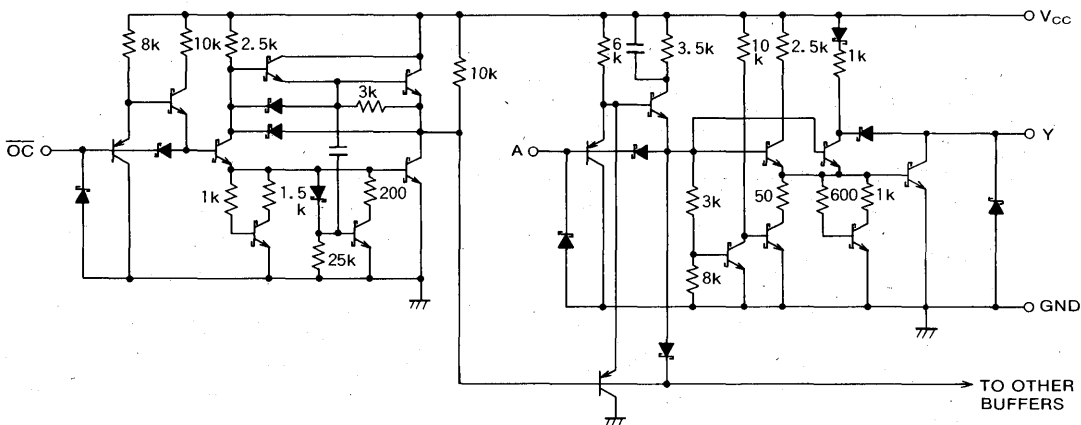 VCC
8k
10k
2.5k
10k
3k
6
k
3.5k
10
k
2.5k
1k
OC
A
Y
1k
1.5
k
200
25k
3k
50
600
1k
8k
GND
TO OTHER
BUFFERS